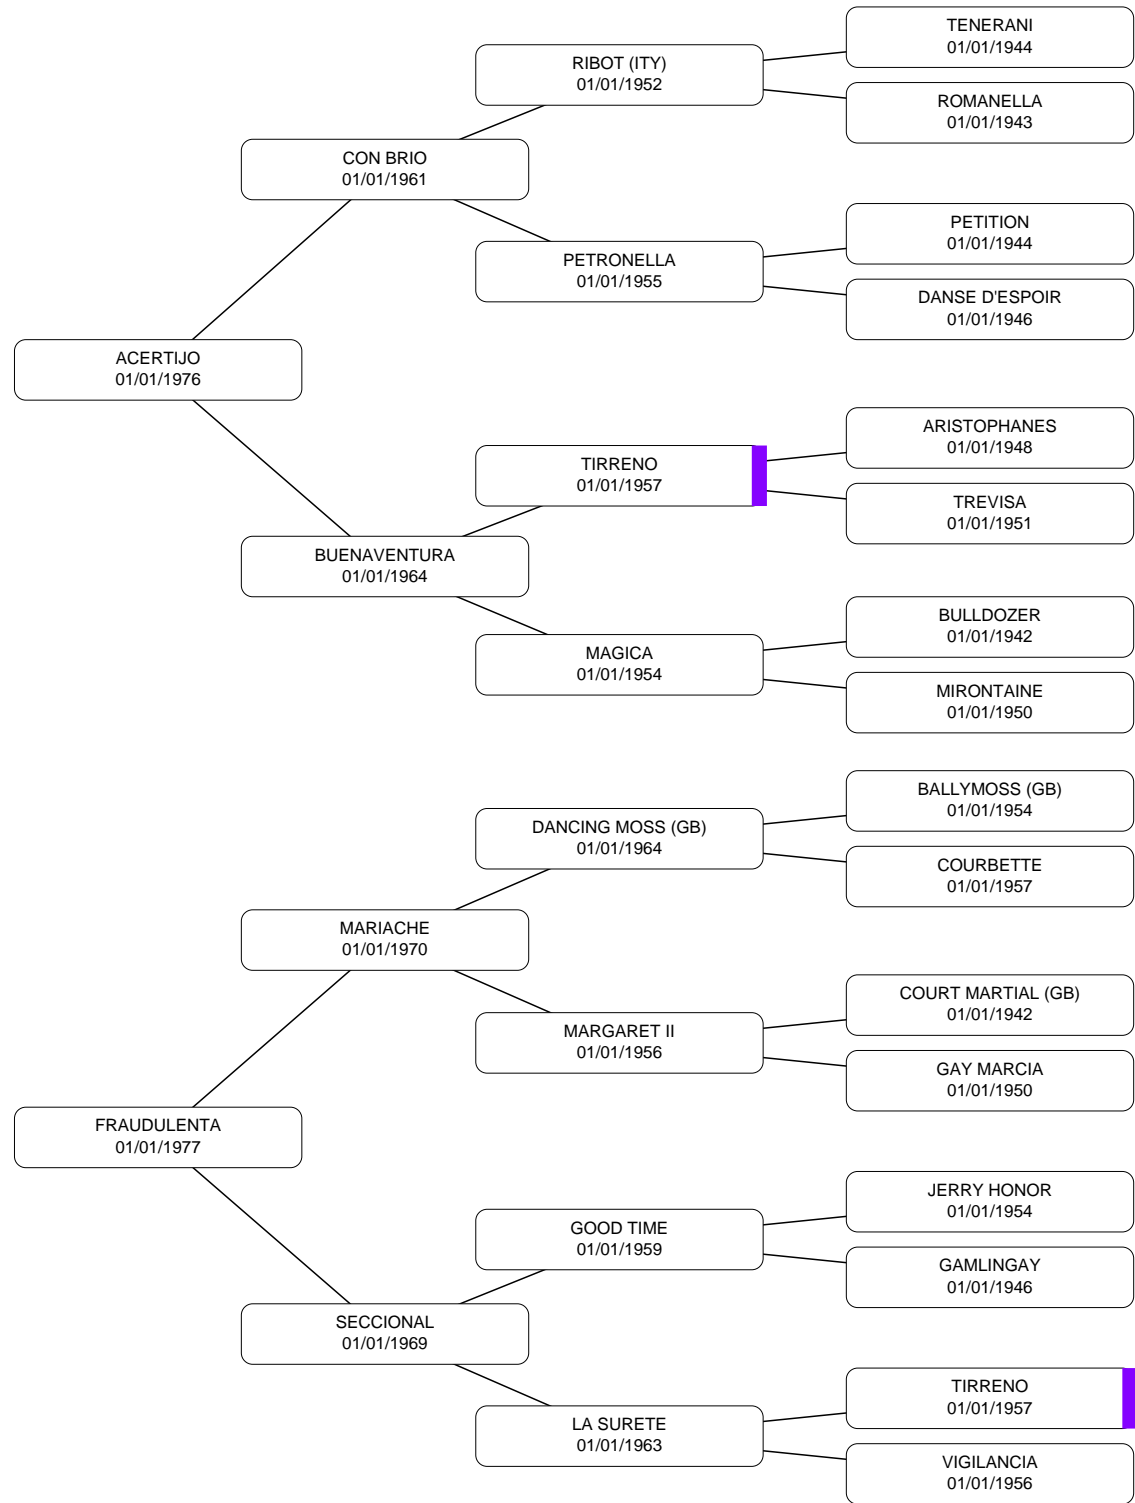 TENERANI
01/01/1944
RIBOT (ITY)
01/01/1952
ROMANELLA
01/01/1943
CON BRIO
01/01/1961
PETITION
01/01/1944
PETRONELLA
01/01/1955
DANSE D'ESPOIR
01/01/1946
ACERTIJO
01/01/1976
ARISTOPHANES
01/01/1948
TIRRENO
01/01/1957
TREVISA
01/01/1951
BUENAVENTURA
01/01/1964
BULLDOZER
01/01/1942
MAGICA
01/01/1954
MIRONTAINE
01/01/1950
BALLYMOSS (GB)
01/01/1954
DANCING MOSS (GB)
01/01/1964
COURBETTE
01/01/1957
MARIACHE
01/01/1970
COURT MARTIAL (GB)
01/01/1942
MARGARET II
01/01/1956
GAY MARCIA
01/01/1950
FRAUDULENTA
01/01/1977
JERRY HONOR
01/01/1954
GOOD TIME
01/01/1959
GAMLINGAY
01/01/1946
SECCIONAL
01/01/1969
TIRRENO
01/01/1957
LA SURETE
01/01/1963
VIGILANCIA
01/01/1956